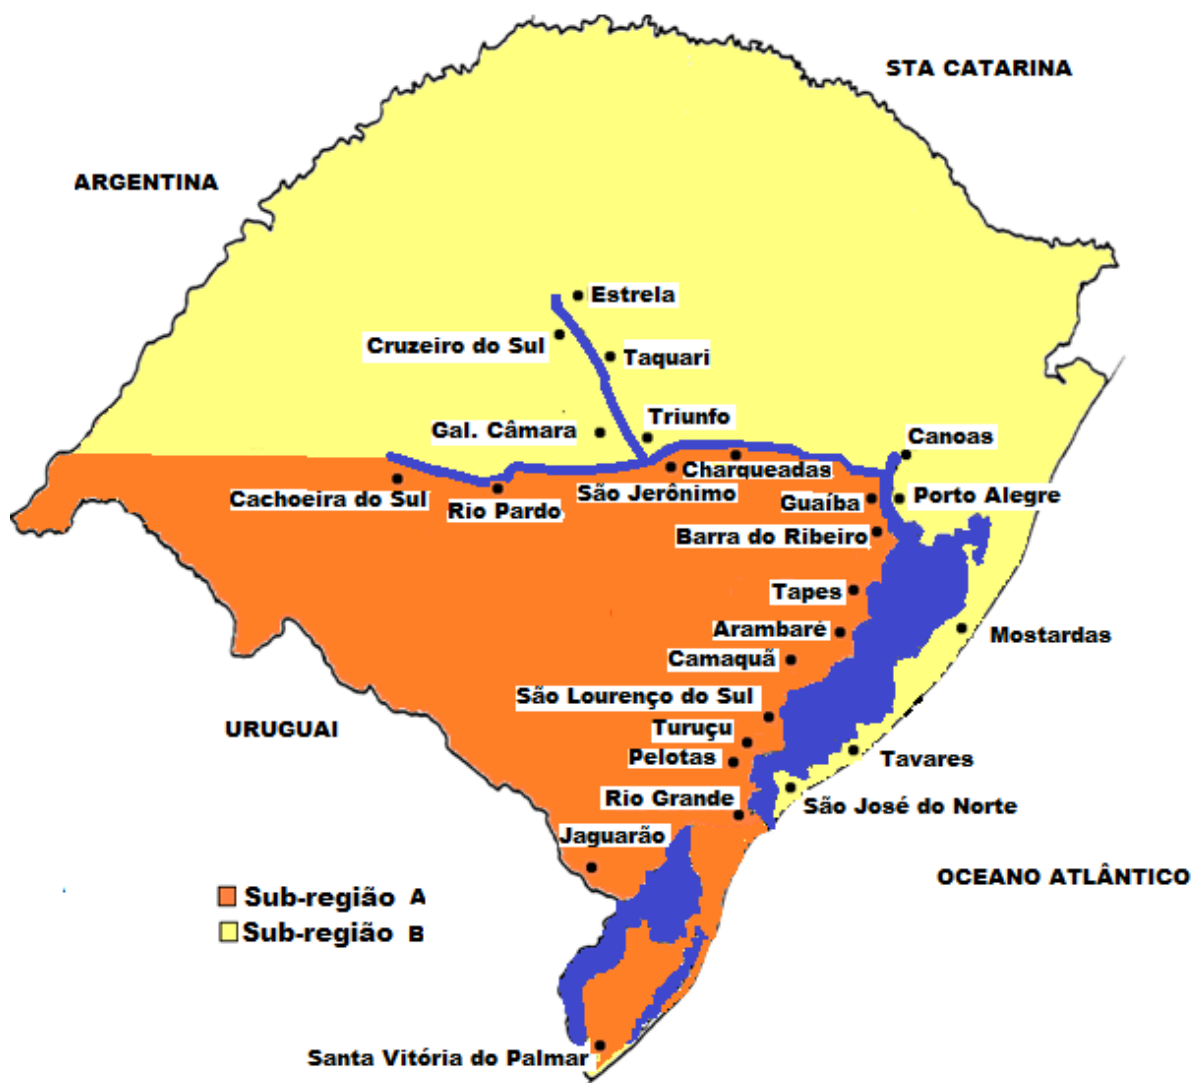 STA CATARINA
ARGENTINA
Estrela
Cruzeiro do Sul
Taquari
Triunfo
Gal. Câmara
Canoas
Charqueadas
São Jerônimo
Cachoeira do Sul
Rio Pardo
Guaíba
Porto Alegre
Barra do Ribeiro
Tapes
Arambaré
Mostardas
Camaquã
São Lourenço do Sul
URUGUAI
Turuçu
Pelotas
Tavares
Rio Grande
São José do Norte
Jaguarão
OCEANO ATLÂNTICO
Sub-região A
Sub-região B
Santa Vitória do Palmar